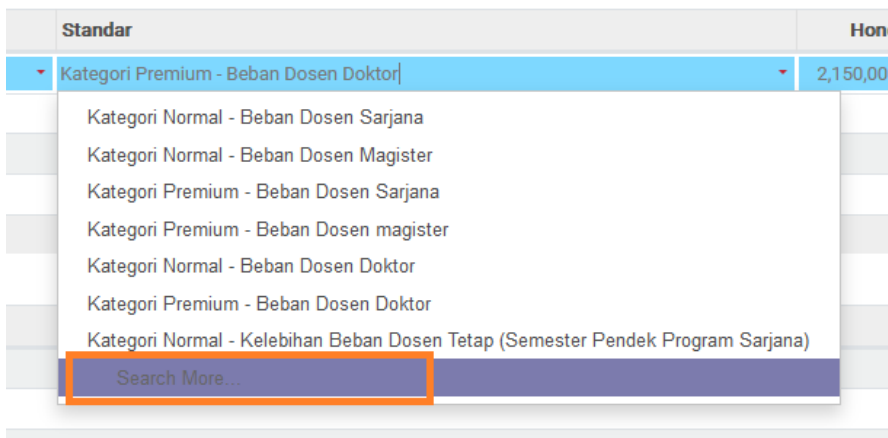 Standar
Kategori Premium - Beban Dosen Doktor 2,150,00
Kategori Normal - Beban Dosen Sarjana
Kategori Normal - Beban Dosen Magister
Kategori Premium - Beban Dosen Sarjana
Kategori Premium - Beban Dosen magister
Kategori Normal - Beban Dosen Doktor
Kategori Premium - Beban Dosen Doktor
Kategori Normal - Kelebihan Beban Dosen Tetap (Semester Pendek Program Sarjana)
Search More...